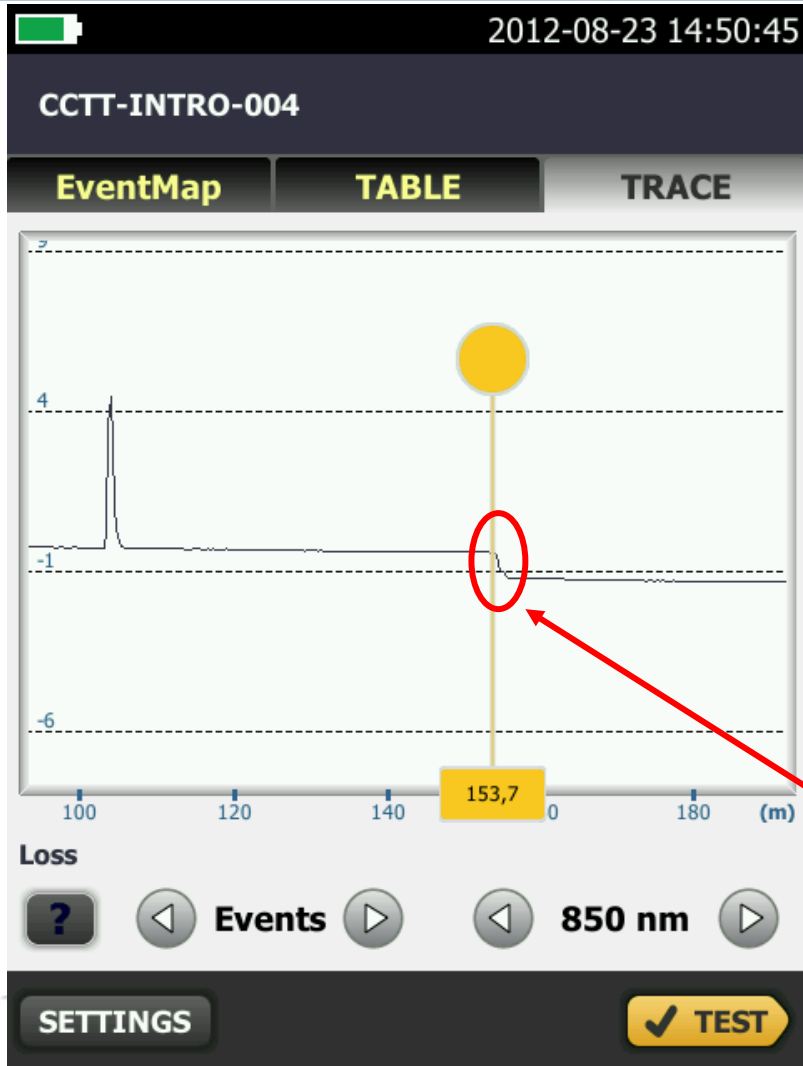 2012-08-23 14:50:45
CCTT-INTRO-004
EventMap TABLE TRACE
4
-1
-6
153,7
100 120 140 0 180 (m)
Loss
? Events 850 nm
SETTINGS TEST